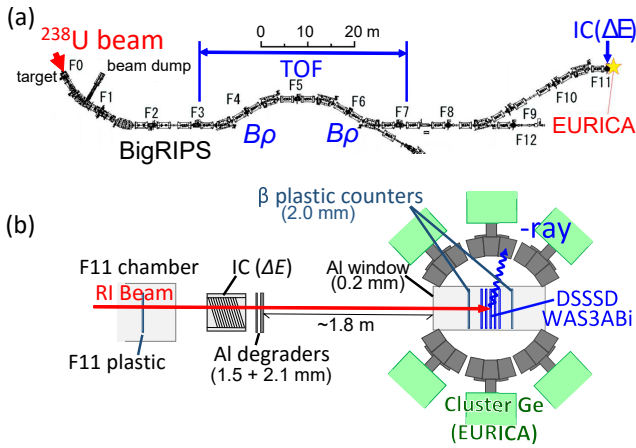 (a)
238U beam
0 10 20 m
IC(ΔE)
F0
target
beam dump
TOF
F1
F2
F3
F4
F5
F6
F7
F8
F9
F10
F11
F12
Bρ
Bρ
BigRIPS
EURICA
(b)
β plastic counters
(2.0 mm)
-ray
F11 chamber
IC (ΔE)
Al window
(0.2 mm)
RI Beam
DSSSD
WAS3ABi
~1.8 m
F11 plastic
Al degraders
(1.5 + 2.1 mm)
Cluster Ge
(EURICA)